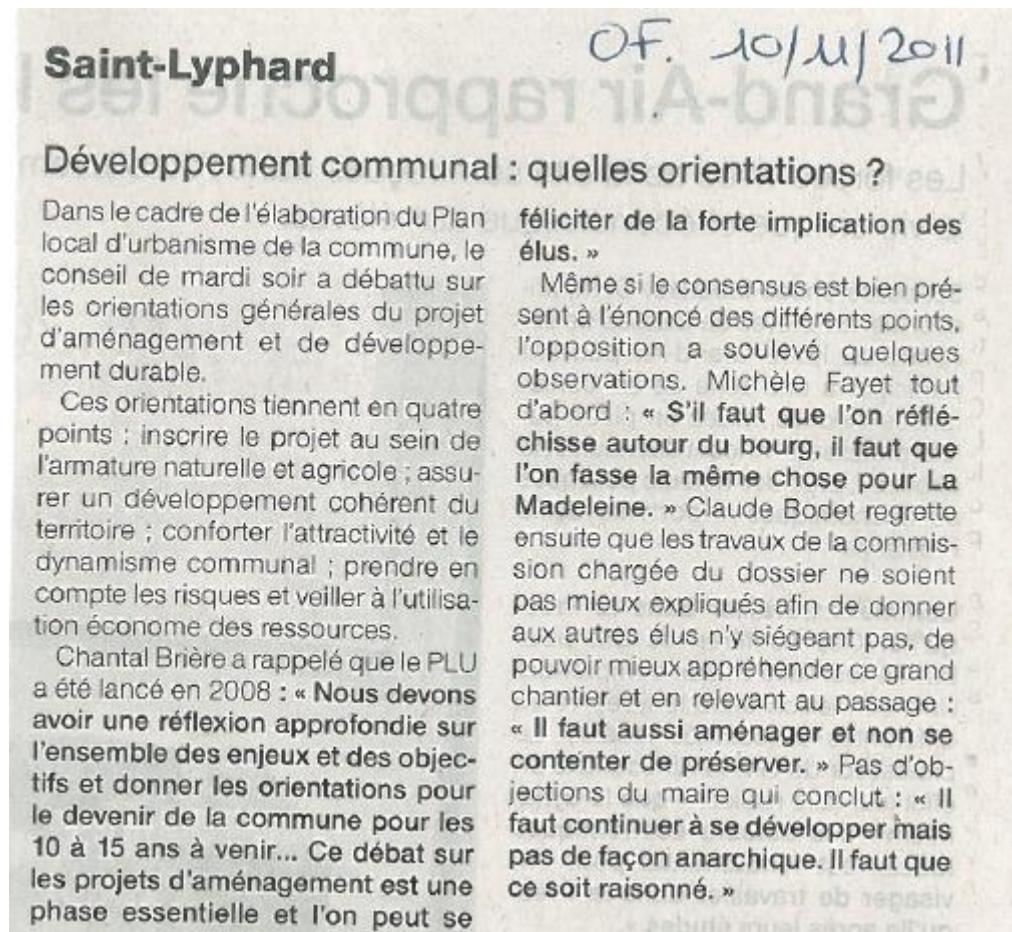 Saint-Lyphard
OF. 10/11/2011
Développement communal : quelles orientations ?
Dans le cadre de l'élaboration du Plan
local d'urbanisme de la commune, le
conseil de mardi soir a débattu sur
les orientations générales du projet
d'aménagement et de développe-
ment durable.
Ces orientations tiennent en quatre
points : inscrire le projet au sein de
l'armature naturelle et agricole ; assu-
rer un développement cohérent du
territoire ; conforter l'attractivité et le
dynamisme communal ; prendre en
compte les risques et veiller à l'utilisa-
tion économe des ressources.
Chantal Brière a rappelé que le PLU
a été lancé en 2008 : « Nous devons
avoir une réflexion approfondie sur
l'ensemble des enjeux et des objec-
tifs et donner les orientations pour
le devenir de la commune pour les
10 à 15 ans à venir... Ce débat sur
les projets d'aménagement est une
phase essentielle et l'on peut se
féliciter de la forte implication des
élus. »
Même si le consensus est bien pré-
sent à l'énoncé des différents points,
l'opposition a soulevé quelques
observations. Michèle Fayet tout
d'abord : « S'il faut que l'on réflé-
chisse autour du bourg, il faut que
l'on fasse la même chose pour La
Madeleine. » Claude Bodet regrette
ensuite que les travaux de la commis-
sion chargée du dossier ne soient
pas mieux expliqués afin de donner
aux autres élus n'y siégeant pas, de
pouvoir mieux appréhender ce grand
chantier et en relevant au passage :
« Il faut aussi aménager et non se
contenter de préserver. » Pas d'ob-
jections du maire qui conclut : « Il
faut continuer à se développer mais
pas de façon anarchique. Il faut que
ce soit raisonné. »